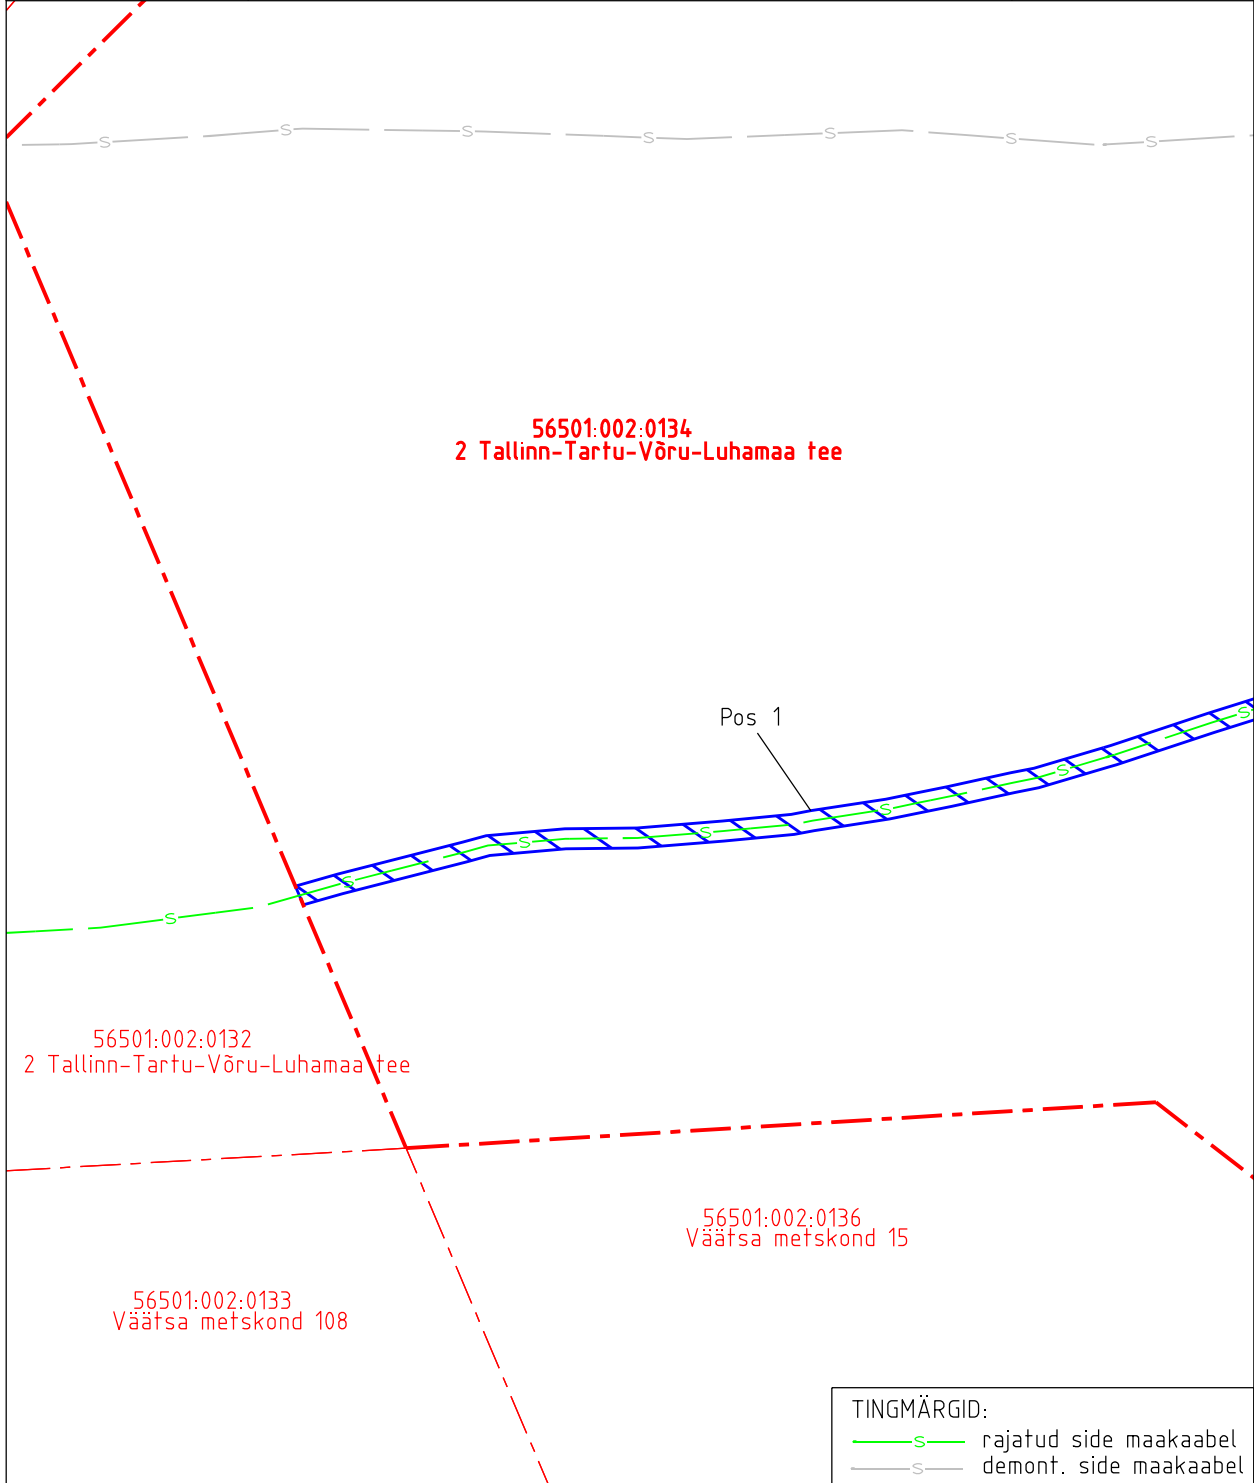 S S S S S S S
56501:002:0134
2 Tallinn-Tartu-Võru-Luhamaa tee
Pos 1
S S S S S S S
56501:002:0132
2 Tallinn-Tartu-Võru-Luhamaa tee
56501:002:0136
Väätsa metskond 15
56501:002:0133
Väätsa metskond 108
TINGMÄRGID:
S rajatud side maakaabel
S demont. side maakaabel